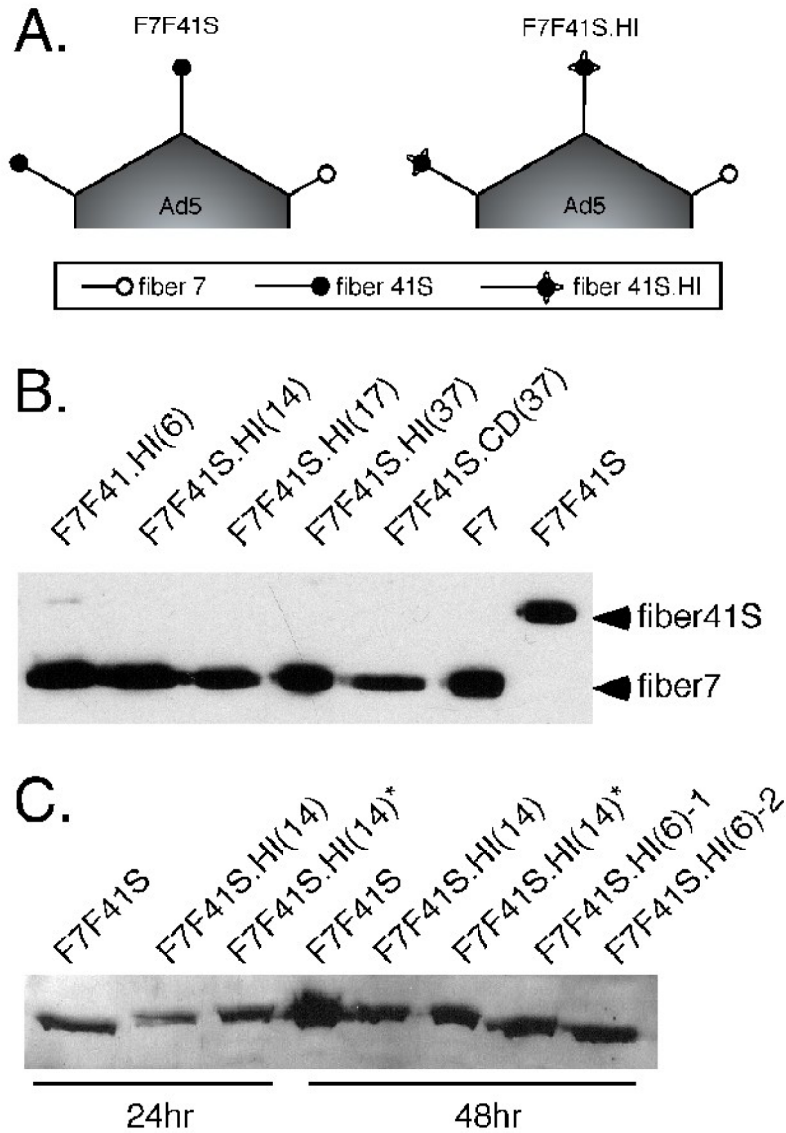 A.
F7F41S
F7F41S.HI
Ad5
Ad5
fiber 7
fiber 41S
fiber 41S.HI
B.
F7F41.HI(6)
F7F41S.HI(14)
F7F41S.HI(17)
F7F41S.HI(37)
F7F41S.CD(37)
F7
F7F41S
fiber41S
fiber7
C.
F7F41S
F7F41S.HI(14)
F7F41S.HI(14)*
F7F41S
F7F41S.HI(14)
F7F41S.HI(14)*
F7F41S.HI(6)-1
F7F41S.HI(6)-2
24hr
48hr